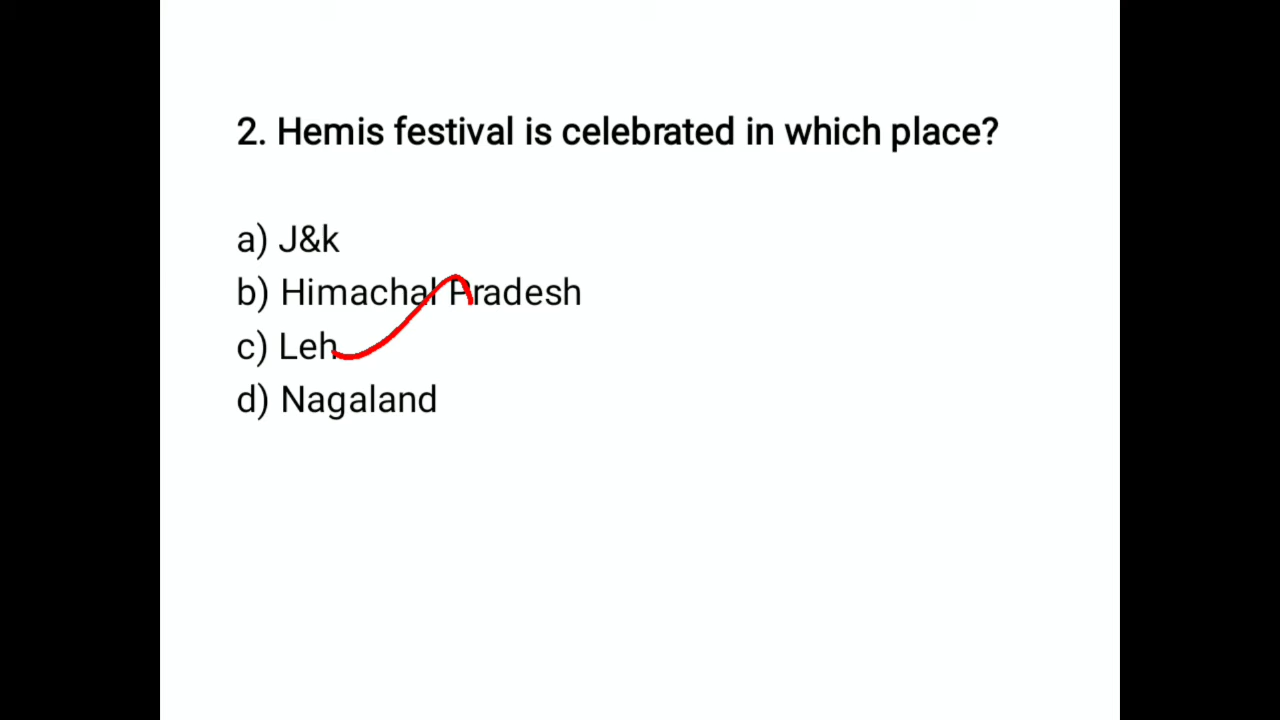 2. Hemis festival is celebrated in which place?
a) J&k
b) Himachal Pradesh
c) Leh
d) Nagaland